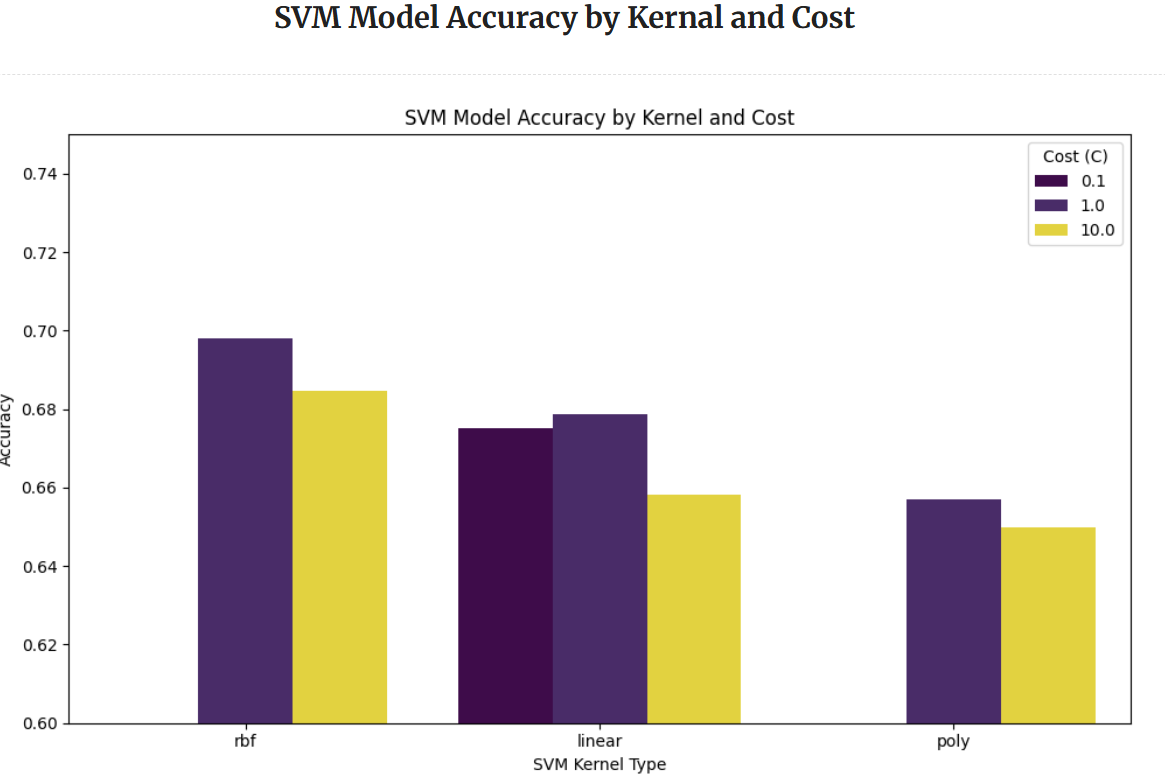 SVM Model Accuracy by Kernal and Cost
SVM Model Accuracy by Kernel and Cost
Cost (C)
0.1
1.0
10.0
0.74
0.72
0.70
0.68
0.66
0.64
0.62
0.60
Accuracy
rbf
linear
poly
SVM Kernel Type